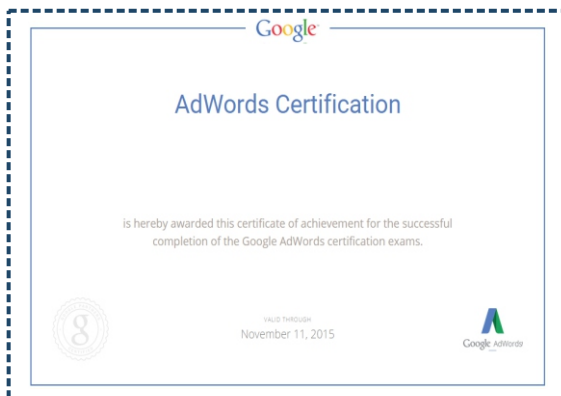 Google
AdWords Certification
is hereby awarded this certificate of achievement for the successful
completion of the Google AdWords certification exams.
VALID THROUGH
November 11, 2015
g
Google AdWords